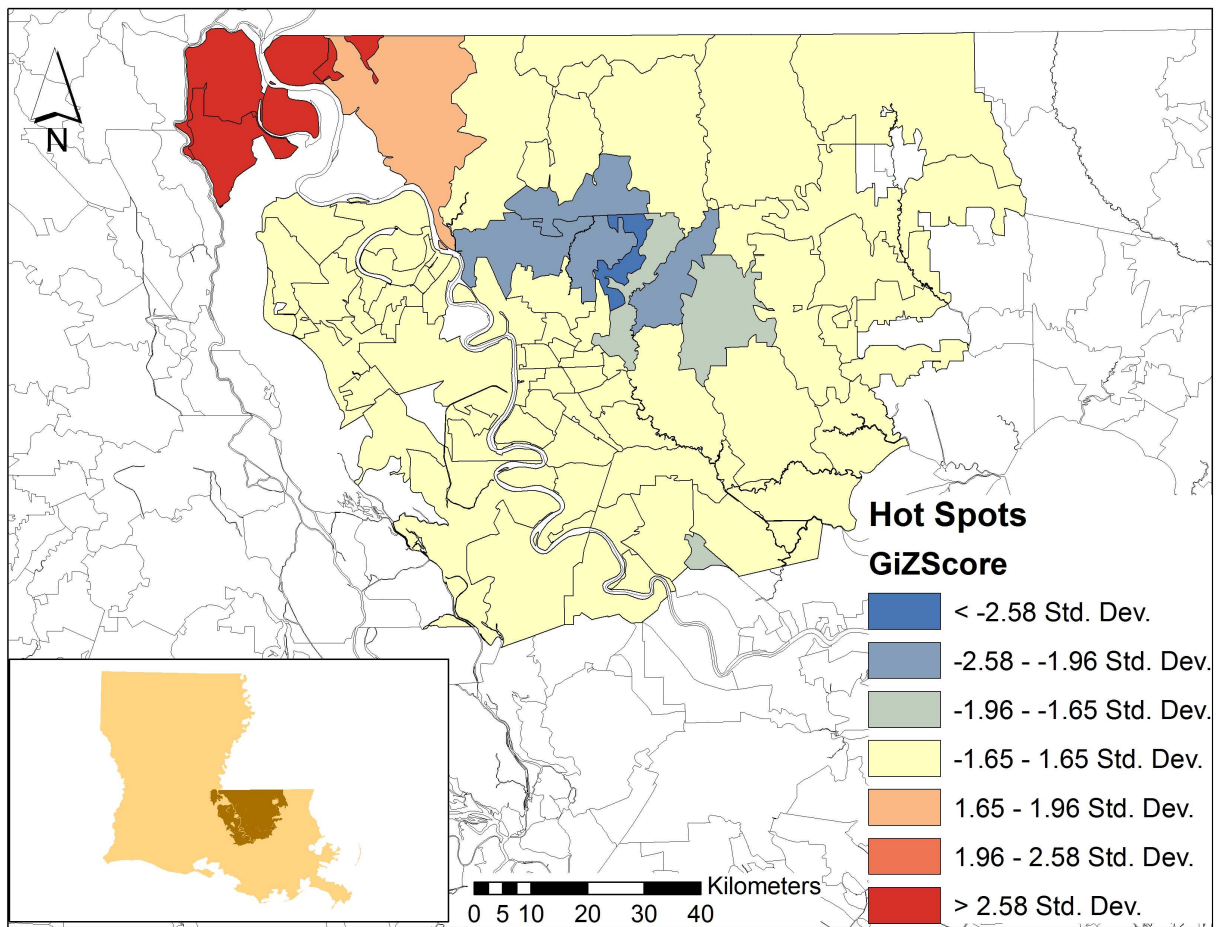 N
Hot Spots
GiZScore
< -2.58 Std. Dev.
-2.58 - -1.96 Std. Dev.
-1.96 - -1.65 Std. Dev.
-1.65 - 1.65 Std. Dev.
1.65 - 1.96 Std. Dev.
1.96 - 2.58 Std. Dev.
> 2.58 Std. Dev.
Kilometers
0 5 10 20 30 40